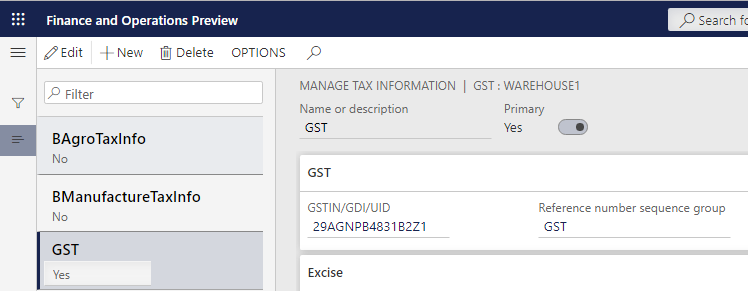 Finance and Operations Preview
Search fo
Edit
New
Delete
OPTIONS
Filter
BAgroTaxInfo
No
BManufactureTaxInfo
No
GST
Yes
MANAGE TAX INFORMATION | GST : WAREHOUSE1
Name or description
Primary
GST
Yes
GST
GSTIN/GDI/UID
Reference number sequence group
29AGNPB4831B2Z1
GST
Excise